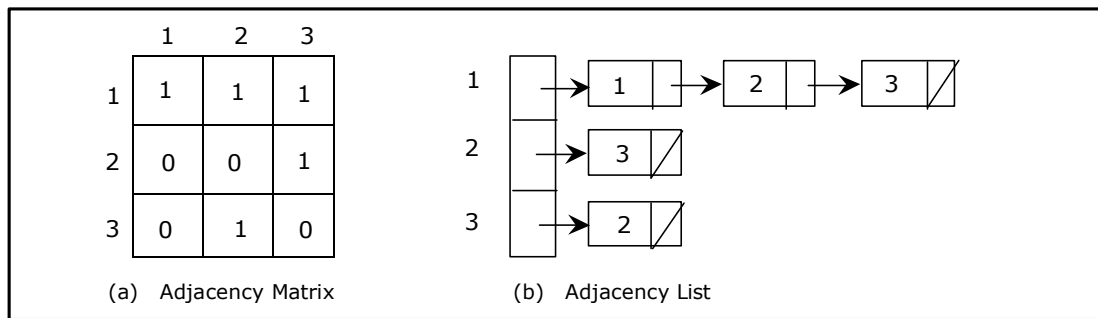 1 2 3
1 1 1 1
2 0 0 1
3 0 1 0
(a) Adjacency Matrix
1 1 2 3
2 3
3 2
(b) Adjacency List